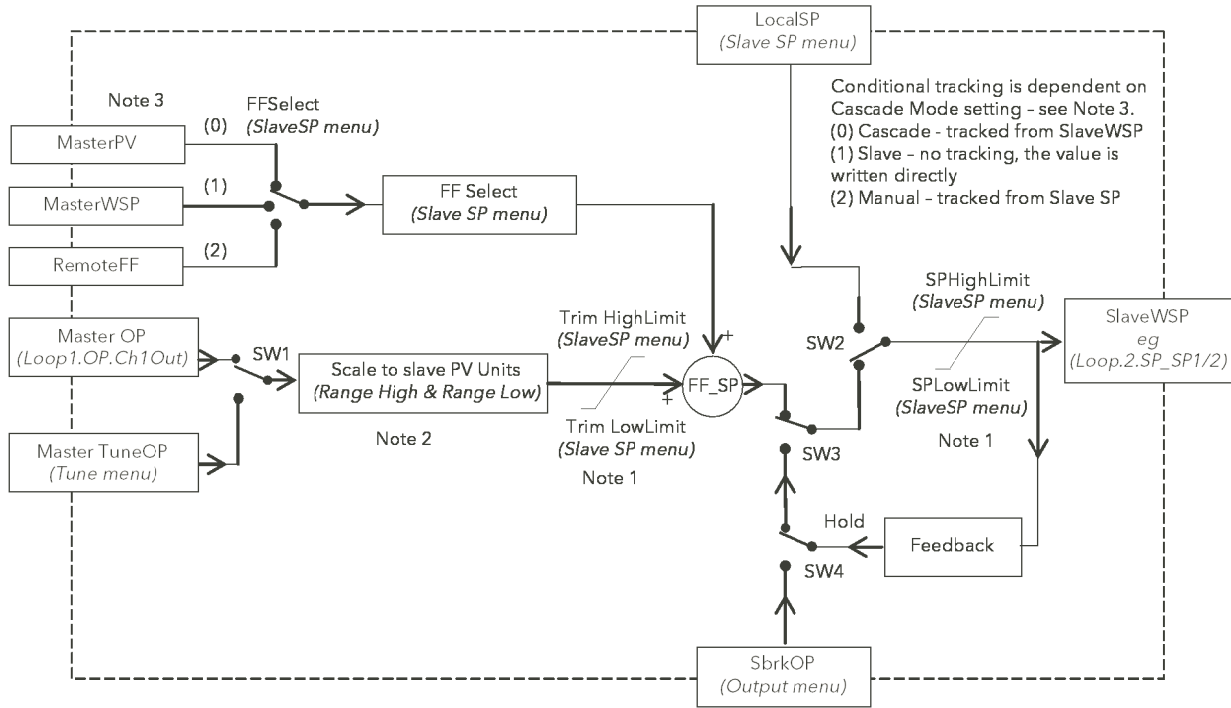 LocalSP
(Slave SP menu)
Conditional tracking is dependent on
Cascade Mode setting – see Note 3.
(0) Cascade - tracked from SlaveWSP
(1) Slave – no tracking, the value is
written directly
(2) Manual – tracked from Slave SP
Note 3
FFSelect
(SlaveSP menu)
(0)
MasterPV
(1)
MasterWSP
(2)
RemoteFF
FF Select
(Slave SP menu)
Master OP
(Loop1.OP.Ch1Out)
SW1
Master TuneOP
(Tune menu)
Scale to slave PV Units
(Range High & Range Low)
Note 2
Trim HighLimit
(SlaveSP menu)
+
+
FF_SP
Trim LowLimit
(Slave SP menu)
Note 1
SW2
SW3
SPHighLimit
(SlaveSP menu)
SPLowLimit
(SlaveSP menu)
Note 1
SlaveWSP
eg
(Loop.2.SP_SP1/2)
Hold
Feedback
SW4
SbrkOP
(Output menu)